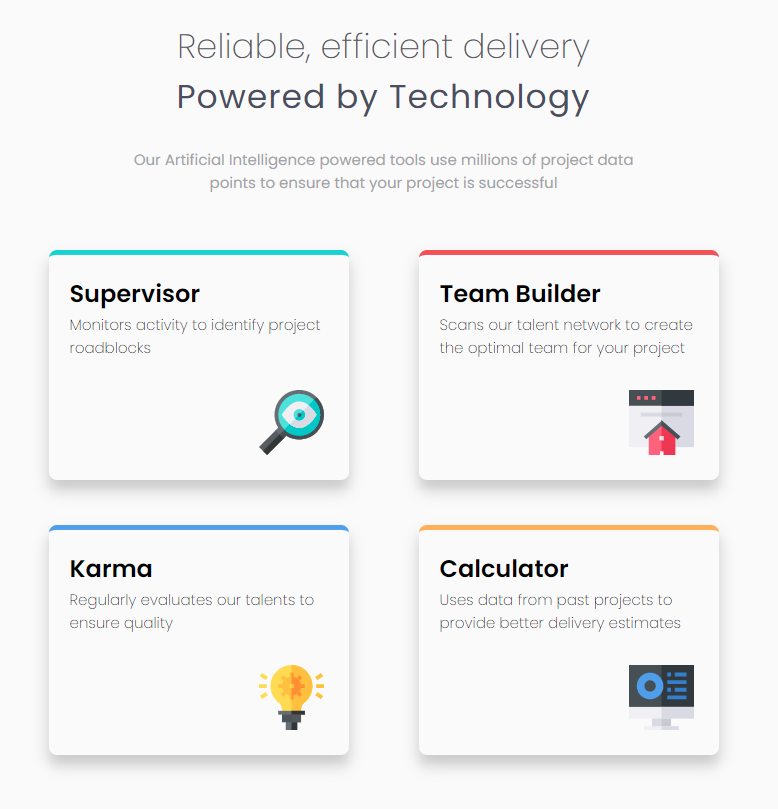 Reliable, efficient delivery
Powered by Technology
Our Artificial Intelligence powered tools use millions of project data
points to ensure that your project is successful
Supervisor
Monitors activity to identify project
roadblocks
Team Builder
Scans our talent network to create
the optimal team for your project
Karma
Regularly evaluates our talents to
ensure quality
Calculator
Uses data from past projects to
provide better delivery estimates